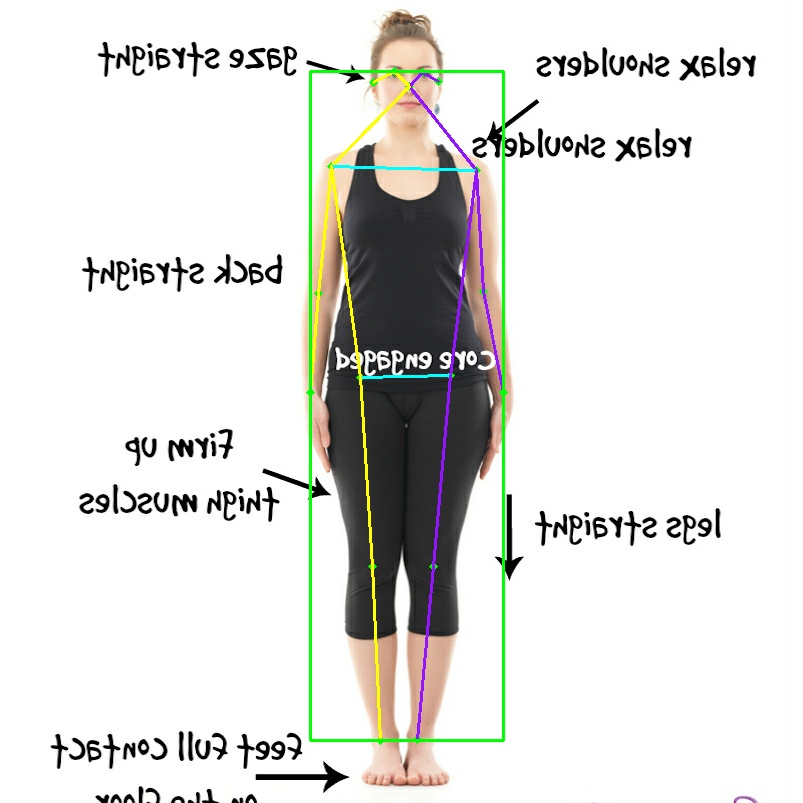 gaze straight
relax shoulders
relax shoulders
back straight
core engaged
Firm up
thigh muscles
legs straight
Feet full contact
on the floor